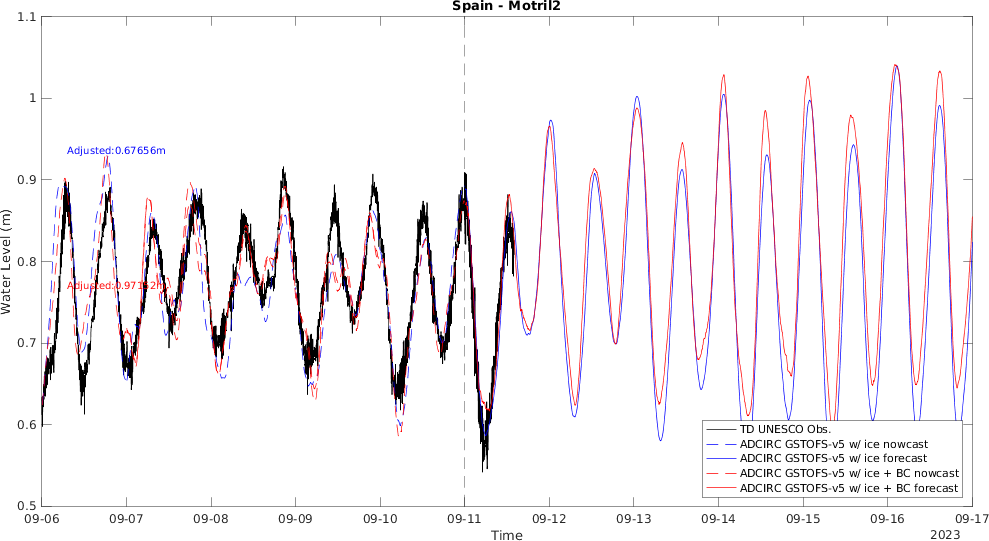 Spain - Motril2
1.1
1
0.9
0.8
0.7
0.6
0.5
Water Level (m)
Adjusted:0.67656m
Adjusted:0.97152m
TD UNESCO Obs.
ADCIRC GSTOFS-v5 w/ ice nowcast
ADCIRC GSTOFS-v5 w/ ice forecast
ADCIRC GSTOFS-v5 w/ ice + BC nowcast
ADCIRC GSTOFS-v5 w/ ice + BC forecast
09-06 09-07 09-08 09-09 09-10 09-11 09-12 09-13 09-14 09-15 09-16 09-17
Time
2023